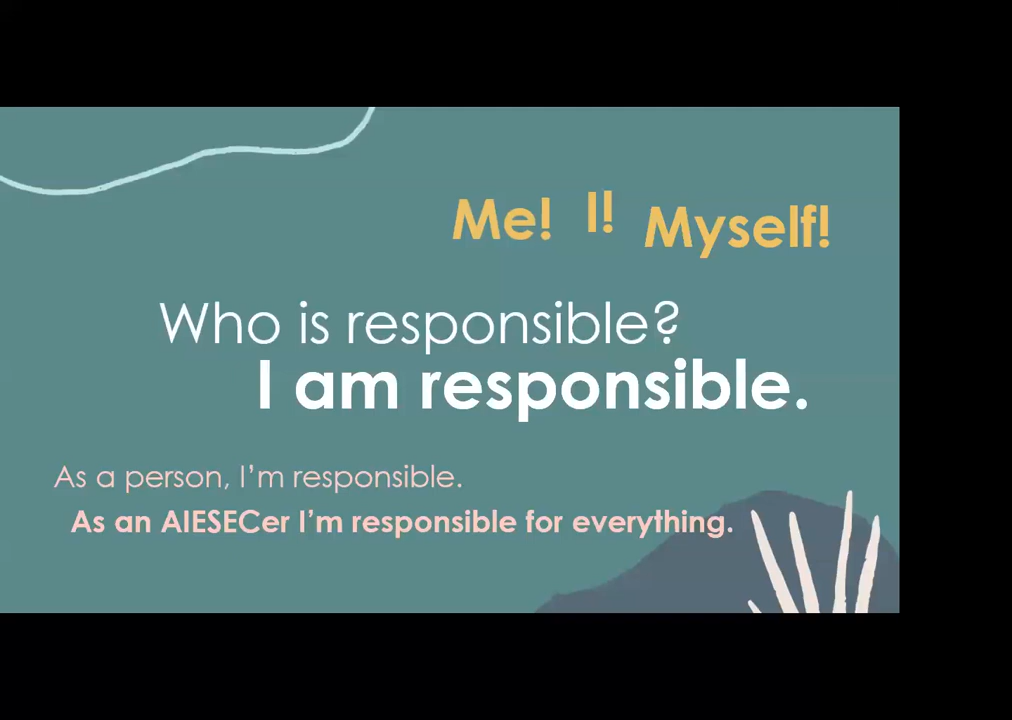 Me! I! Myself!
Who is responsible?
I am responsible.
As a person, I'm responsible.
As an AIESECer I'm responsible for everything.